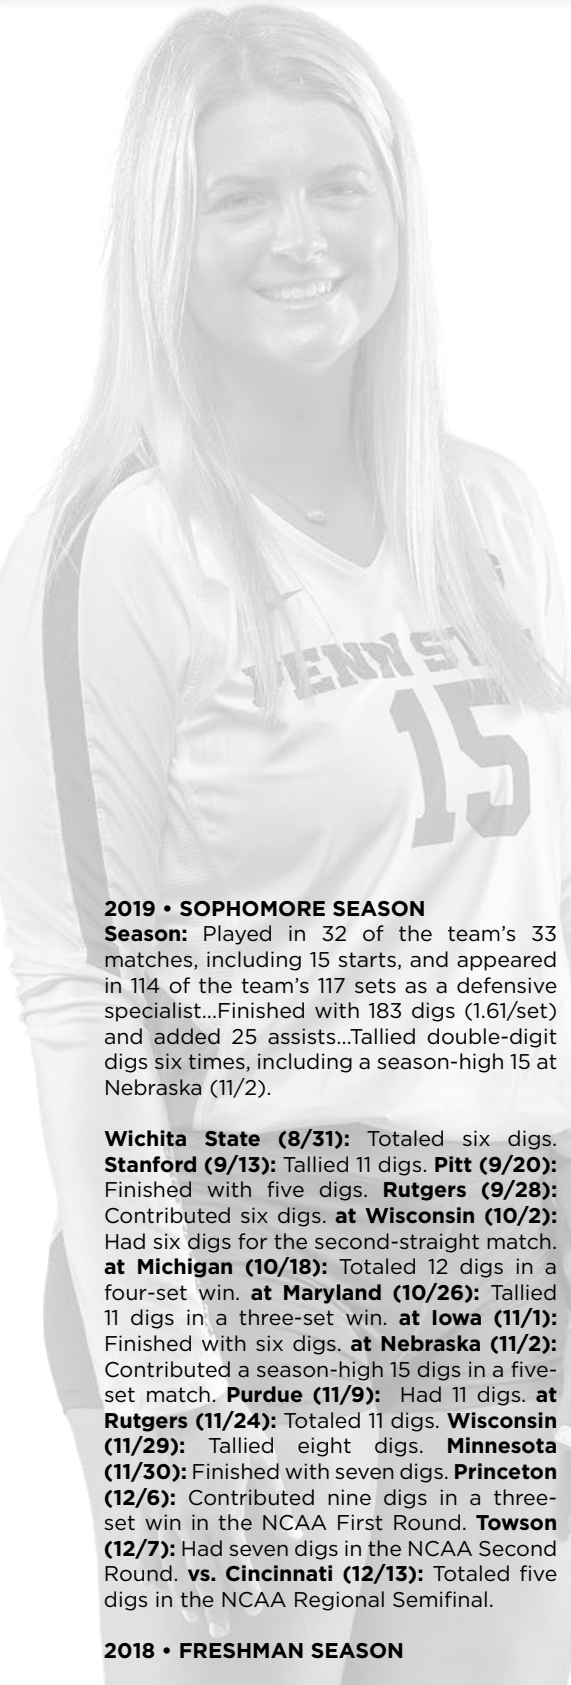 PENN ST
15
2019 • SOPHOMORE SEASON
Season: Played in 32 of the team’s 33
matches, including 15 starts, and appeared
in 114 of the team’s 117 sets as a defensive
specialist...Finished with 183 digs (1.61/set)
and added 25 assists...Tallied double-digit
digs six times, including a season-high 15 at
Nebraska (11/2).
Wichita State (8/31): Totaled six digs.
Stanford (9/13): Tallied 11 digs. Pitt (9/20):
Finished with five digs. Rutgers (9/28):
Contributed six digs. at Wisconsin (10/2):
Had six digs for the second-straight match.
at Michigan (10/18): Totaled 12 digs in a
four-set win. at Maryland (10/26): Tallied
11 digs in a three-set win. at Iowa (11/1):
Finished with six digs. at Nebraska (11/2):
Contributed a season-high 15 digs in a five-
set match. Purdue (11/9): Had 11 digs. at
Rutgers (11/24): Totaled 11 digs. Wisconsin
(11/29): Tallied eight digs. Minnesota
(11/30): Finished with seven digs. Princeton
(12/6): Contributed nine digs in a three-
set win in the NCAA First Round. Towson
(12/7): Had seven digs in the NCAA Second
Round. vs. Cincinnati (12/13): Totaled five
digs in the NCAA Regional Semifinal.
2018 • FRESHMAN SEASON